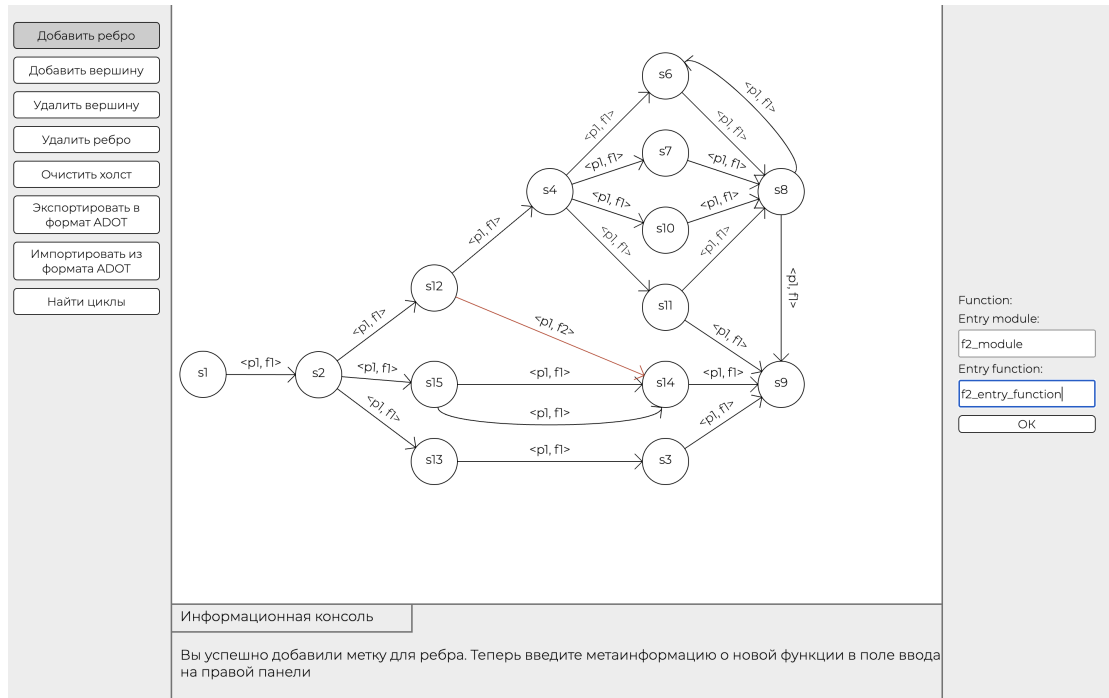 Добавить ребро
Добавить вершину
Удалить вершину
Удалить ребро
Очистить холст
Экспортировать в
формат ADOT
Импортировать из
формата ADOT
Найти циклы
s6
<p1, f1>
<p1, f1>
<p1, f1>
s7
<p1, f1>
<p1, f1>
s4
s8
<p1, f1>
<p1, f1>
s10
<p1, f1>
<p1, f1>
<p1, f1>
s12
<p1, f1>
s11
<p1, f1>
<p1, f2>
<p1, f1>
s1
<p1, f1>
s2
<p1, f1>
s15
<p1, f1>
s14
<p1, f1>
s9
<p1, f1>
<p1, f1>
<p1, f1>
s13
<p1, f1>
s3
Function:
Entry module:
f2_module
Entry function:
f2_entry_function
ОК
Информационная консоль
Вы успешно добавили метку для ребра. Теперь введите метаинформацию о новой функции в поле ввода
на правой панели